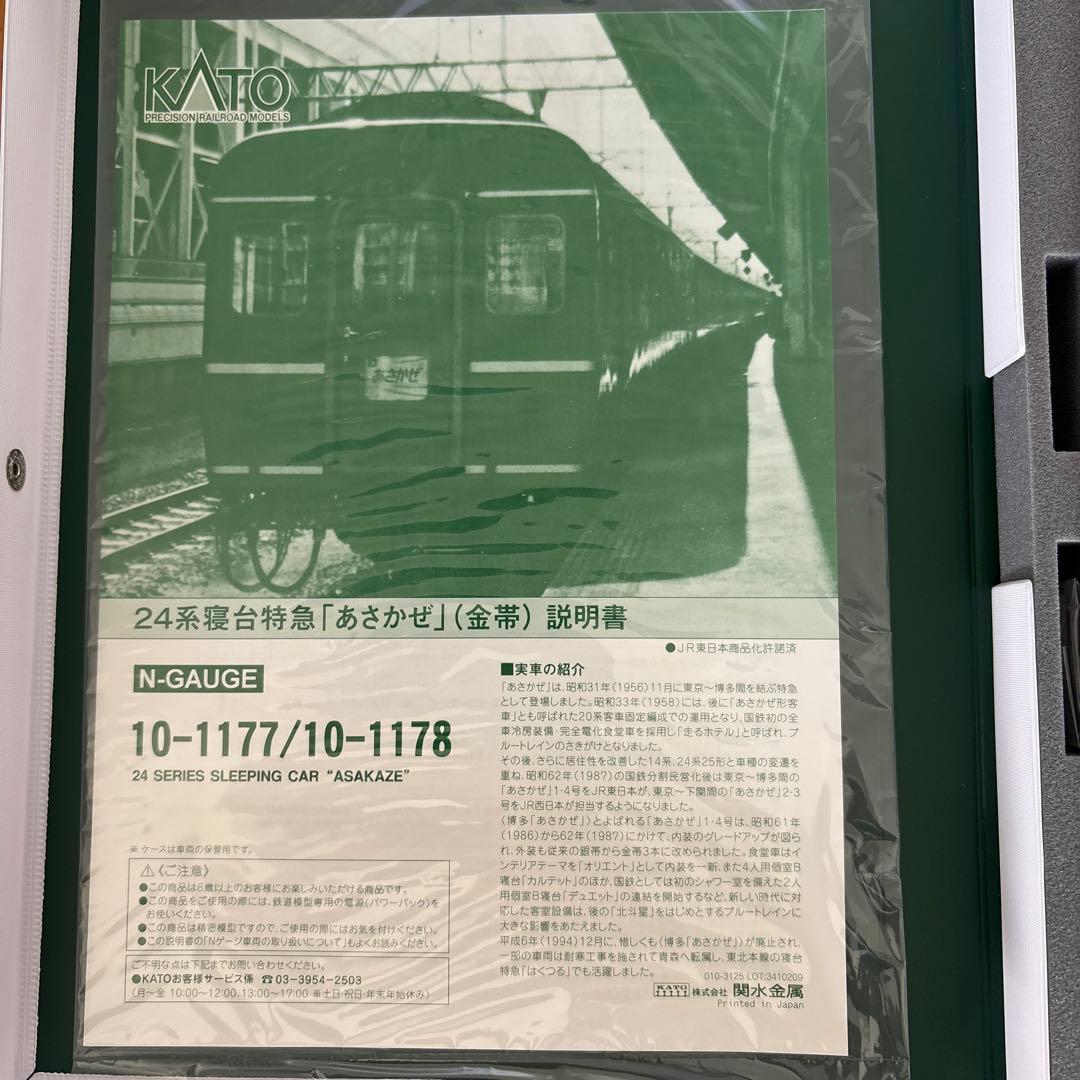 KATO
PRECISION RAILROAD MODELS
あさかぜ
24系寝台特急「あさかぜ」(金帯) 説明書
●JR東日本商品化許諾済
N-GAUGE
10-1177/10-1178
24 SERIES SLEEPING CAR “ASAKAZE”
※ ケースは車両の保管用です。
⚠《ご注意》
●この商品は8歳以上のお客様にお楽しみいただける商品です。
●この商品をご使用の際には、鉄道模型専用の電源(パワーパック)を
お使いください。
●この商品は精密模型ですので、ご使用の際にはお気を付けください。
●この説明書の「Nゲージ車両の取り扱いについて」もよくお読みください。
ご不明な点は下記までお問い合わせください。
●KATOお客様サービス係 ☎03-3954-2503
(月〜金 10:00〜12:00、13:00〜17:00 ※土日・祝日・年末年始休み)
■実車の紹介
「あさかぜ」は、昭和31年(1956)11月に東京〜博多間を結ぶ特急
として登場しました。昭和33年(1958)には、後に「あさかぜ形客
車」とも呼ばれた20系客車固定編成での運用となり、国鉄初の全
車冷房装備・完全電化食堂車を採用し「走るホテル」と呼ばれ、ブ
ルートレインのさきがけとなりました。
その後、さらに居住性を改善した14系、24系25形と車種の変遷を
重ね、昭和62年(1987)の国鉄分割民営化後は東京〜博多間の
「あさかぜ」1・4号をJR東日本が、東京〜下関間の「あさかぜ」2・3
号をJR西日本が担当するようになりました。
〈博多「あさかぜ」〉とよばれる「あさかぜ」1・4号は、昭和61年
(1986)から62年(1987)にかけて、内装のグレードアップが図ら
れ、外装も従来の銀帯から金帯3本に改められました。食堂車はイ
ンテリアテーマを「オリエント」として内装を一新、また4人用個室B
寝台「カルテット」のほか、国鉄としては初のシャワー室を備えた2人
用個室B寝台「デュエット」の連結を開始するなど、新しい時代に対
応した客室設備は、後の「北斗星」をはじめとするブルートレインに
大きな影響をあたえました。
平成6年(1994)12月に、惜しくも〈博多「あさかぜ」〉が廃止され、
一部の車両は耐寒工事を施されて青森へ転属し、東北本線の寝台
特急「はくつる」でも活躍しました。
010-3125 LOT:3410209
KATO 株式会社 関水金属
Printed in Japan